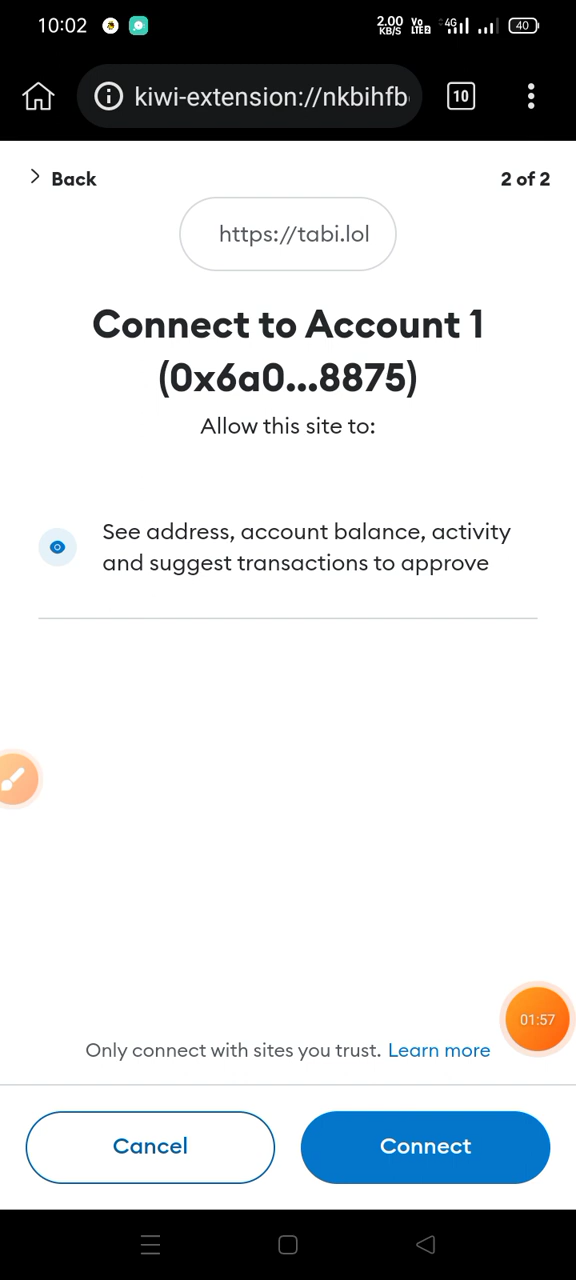 10:02
2.00
KB/S
Vo
LTE2
4G
40
kiwi-extension://nkbihfb
10
Back
2 of 2
https://tabi.lol
Connect to Account 1
(0x6a0...8875)
Allow this site to:
See address, account balance, activity
and suggest transactions to approve
01:57
Only connect with sites you trust. Learn more
Cancel
Connect